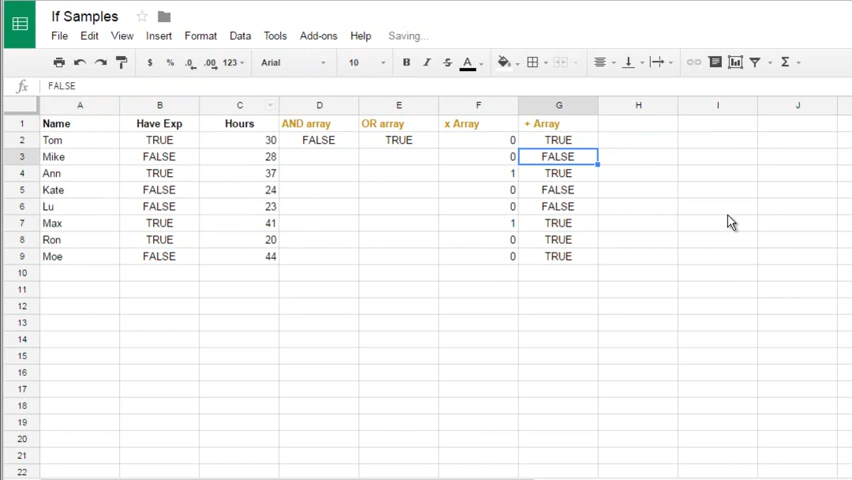 If Samples
File Edit View Insert Format Data Tools Add-ons Help Saving...
$ % .0 .00 123 Arial 10 B I S A Σ
fx FALSE
A B C D E F G H I J
1 Name Have Exp Hours AND array OR array x Array + Array
2 Tom TRUE 30 FALSE TRUE 0 TRUE
3 Mike FALSE 28 0 FALSE
4 Ann TRUE 37 1 TRUE
5 Kate FALSE 24 0 FALSE
6 Lu FALSE 23 0 FALSE
7 Max TRUE 41 1 TRUE
8 Ron TRUE 20 0 TRUE
9 Moe FALSE 44 0 TRUE
10
11
12
13
14
15
16
17
18
19
20
21
22